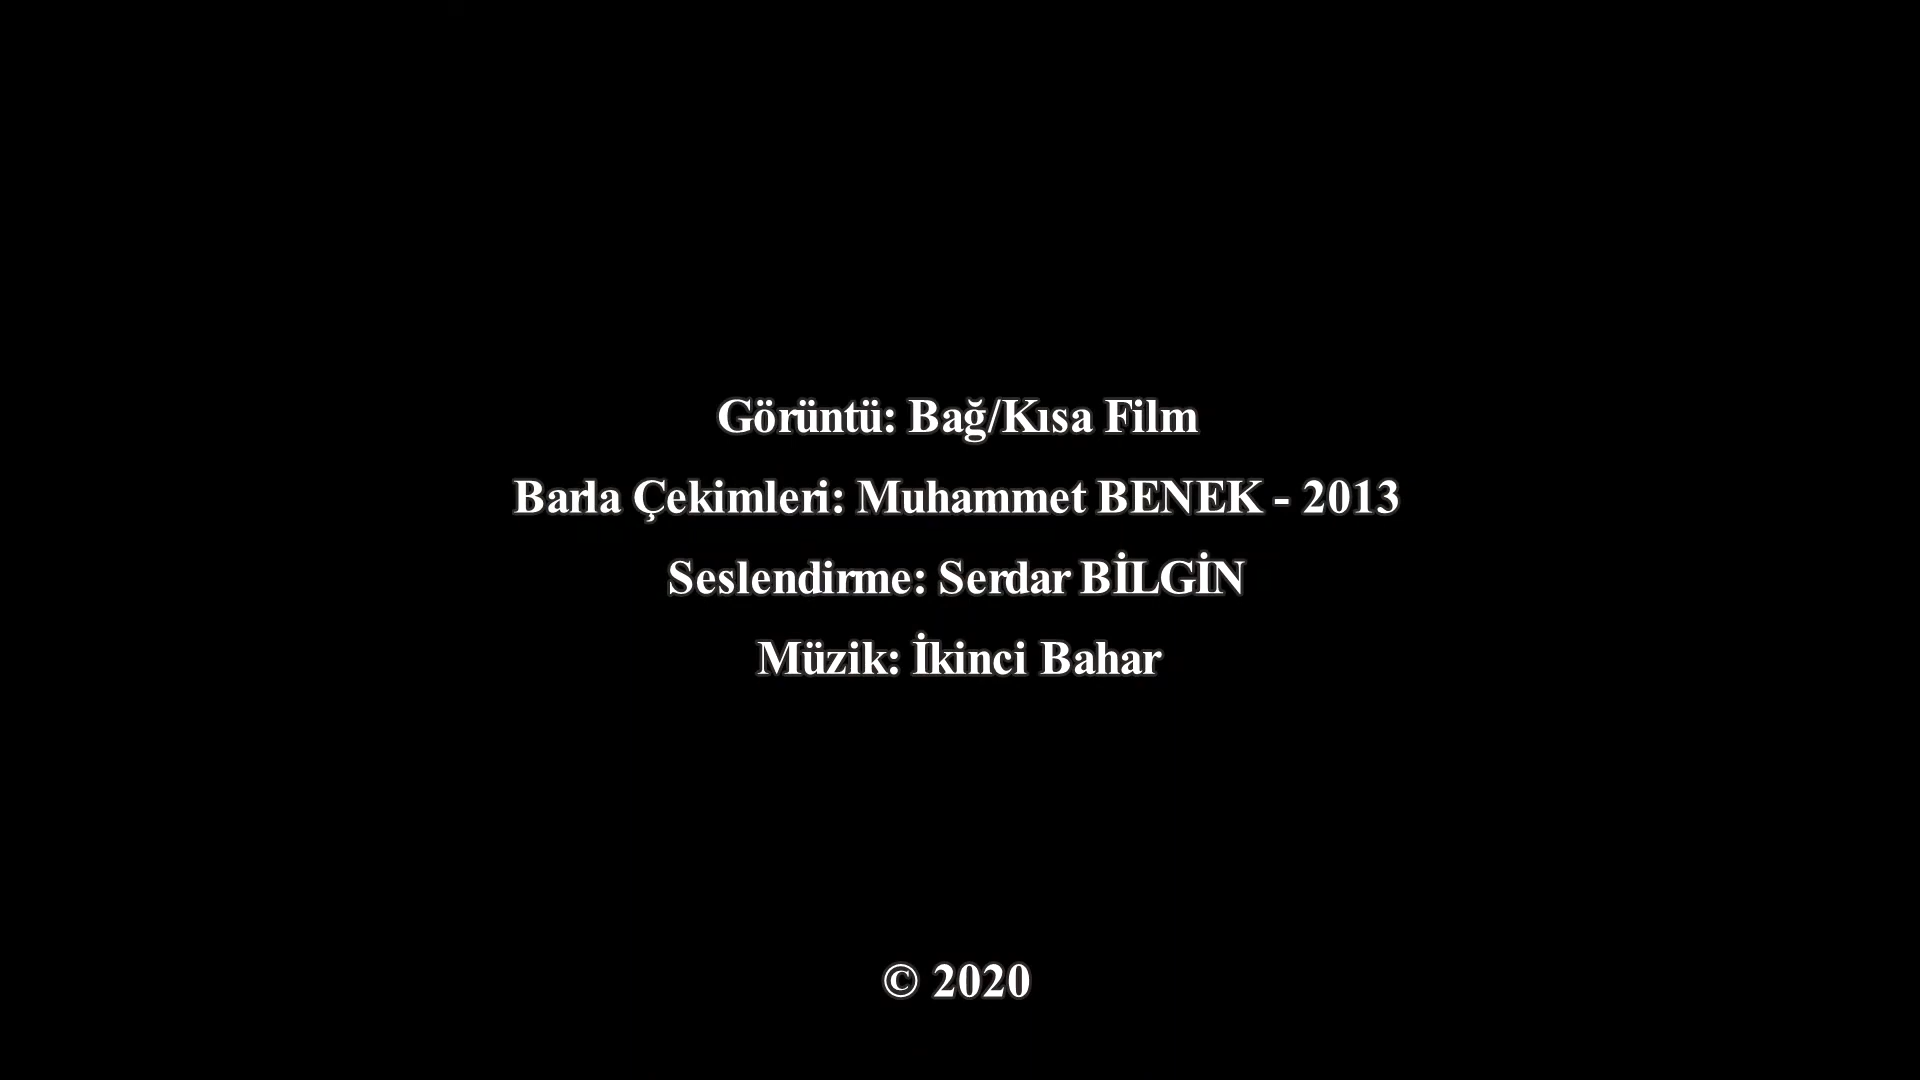 Görüntü: Bağ/Kısa Film
Barla Çekimleri: Muhammet BENEK - 2013
Seslendirme: Serdar BİLGİN
Müzik: İkinci Bahar
© 2020